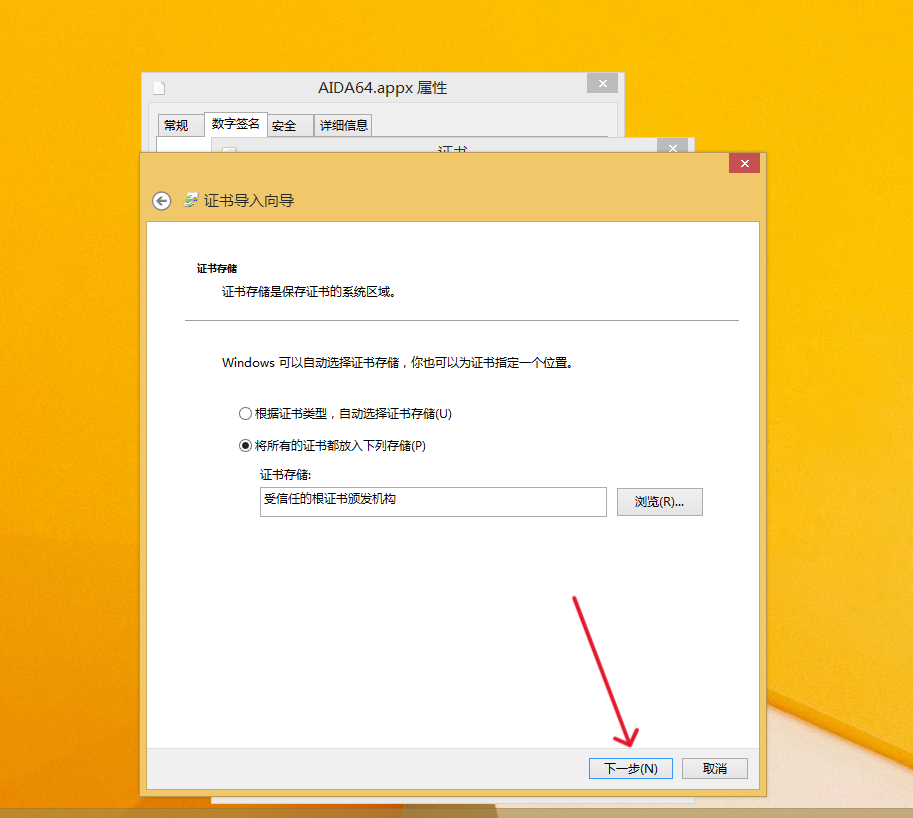 AIDA64.appx 属性
常规
数字签名
安全
详细信息
证书
证书导入向导
证书存储
证书存储是保存证书的系统区域。
Windows 可以自动选择证书存储，你也可以为证书指定一个位置。
根据证书类型，自动选择证书存储(U)
将所有的证书都放入下列存储(P)
证书存储:
受信任的根证书颁发机构
浏览(R)...
下一步(N)
取消